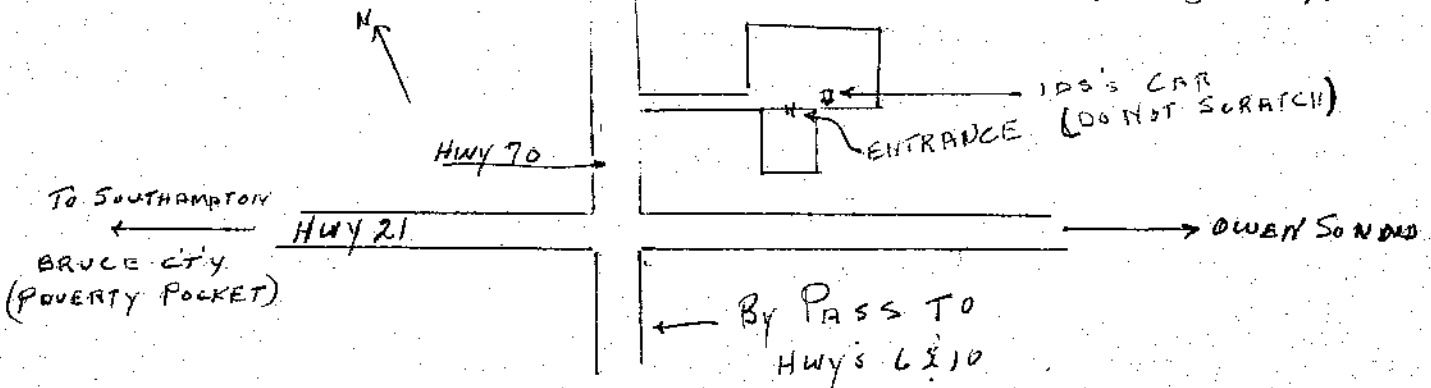 N
IDS's CAR
(DO NOT SCRATCH)
ENTRANCE
HWY 70
TO SOUTHAMPTON
HWY 21
OWEN SONDND
BRUCE CTY
(POVERTY POCKET)
By PASS TO
HWY'S 6 & 10